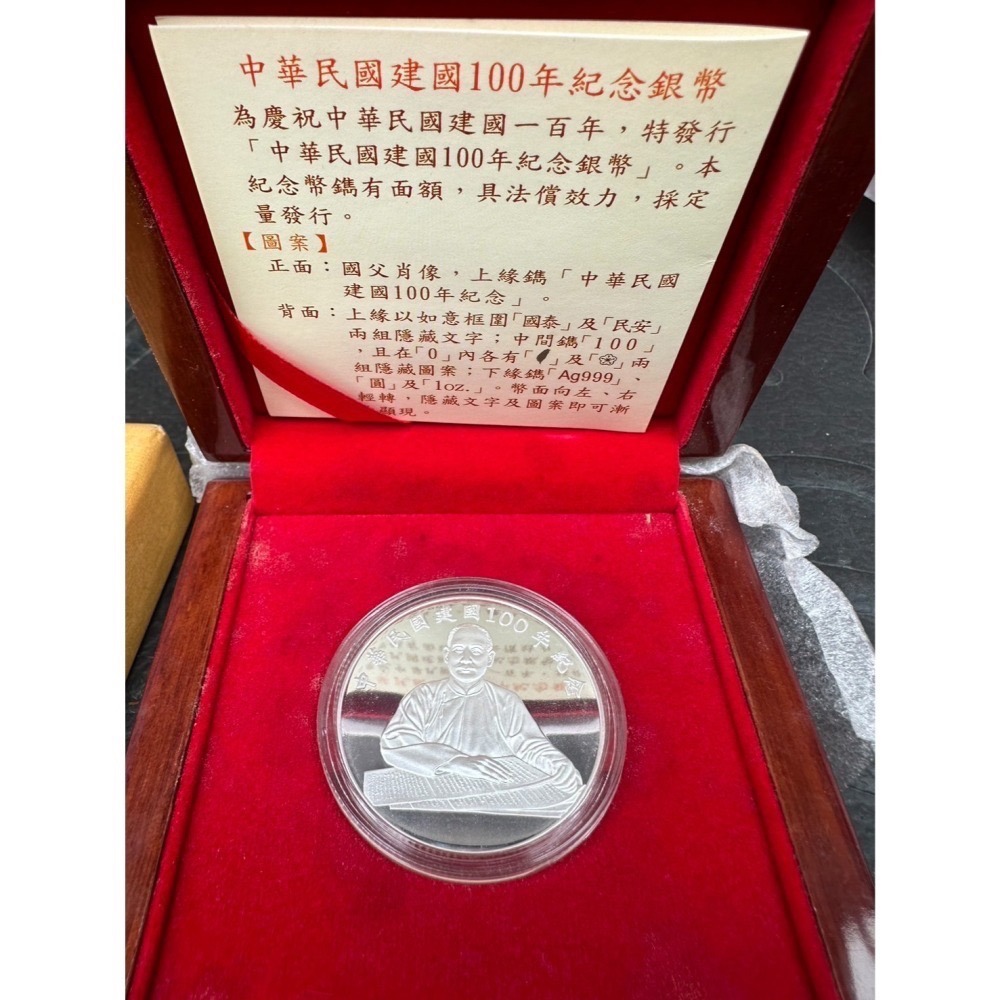 中華民國建國100年紀念銀幣
為慶祝中華民國建國一百年，特發行
「中華民國建國100年紀念銀幣」。本
紀念幣鐫有面額，具法償效力，採定
量發行。
【圖案】
正面：國父肖像，上緣鐫「中華民國
建國100年紀念」。
背面：上緣以如意框圍「國泰」及「民安」
兩組隱藏文字；中間鐫「100」
，且在「0」內各有「」及「」兩
組隱藏圖案；下緣鐫「Ag999」、
「圓」及「1oz.」。幣面向左、右
輕轉，隱藏文字及圖案即可漸
顯現。
中華民國建國100年紀念